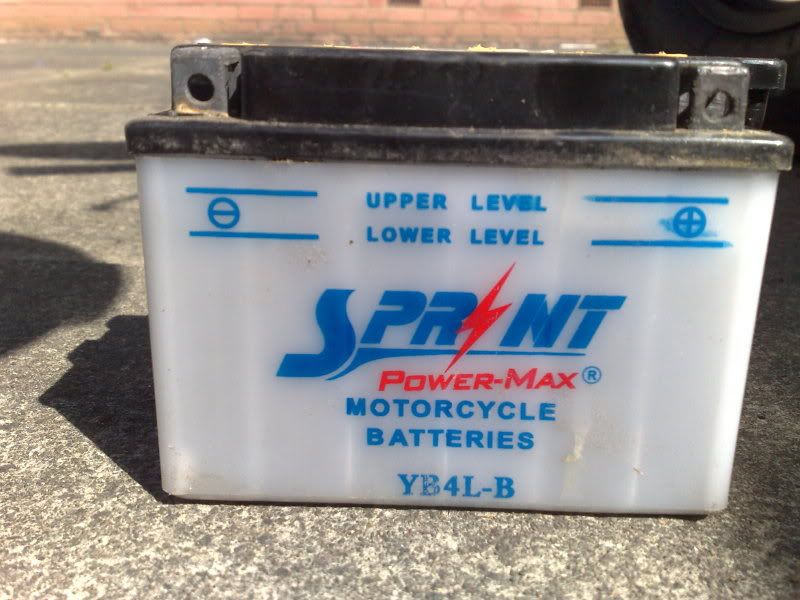 UPPER LEVEL
LOWER LEVEL
SPRINT
POWER-MAX®
MOTORCYCLE
BATTERIES
YB4L-B